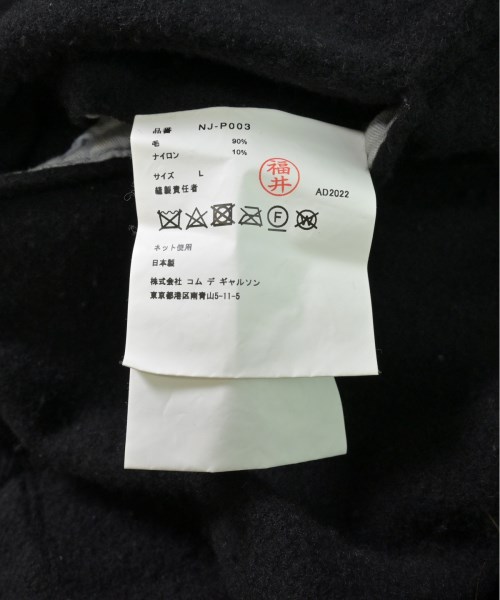 品番 NJ-P003
毛 90%
ナイロン 10%
サイズ L
縫製責任者 福井 AD2022
F W
ネット使用
日本製
株式会社 コム デ ギャルソン
東京都港区南青山5-11-5